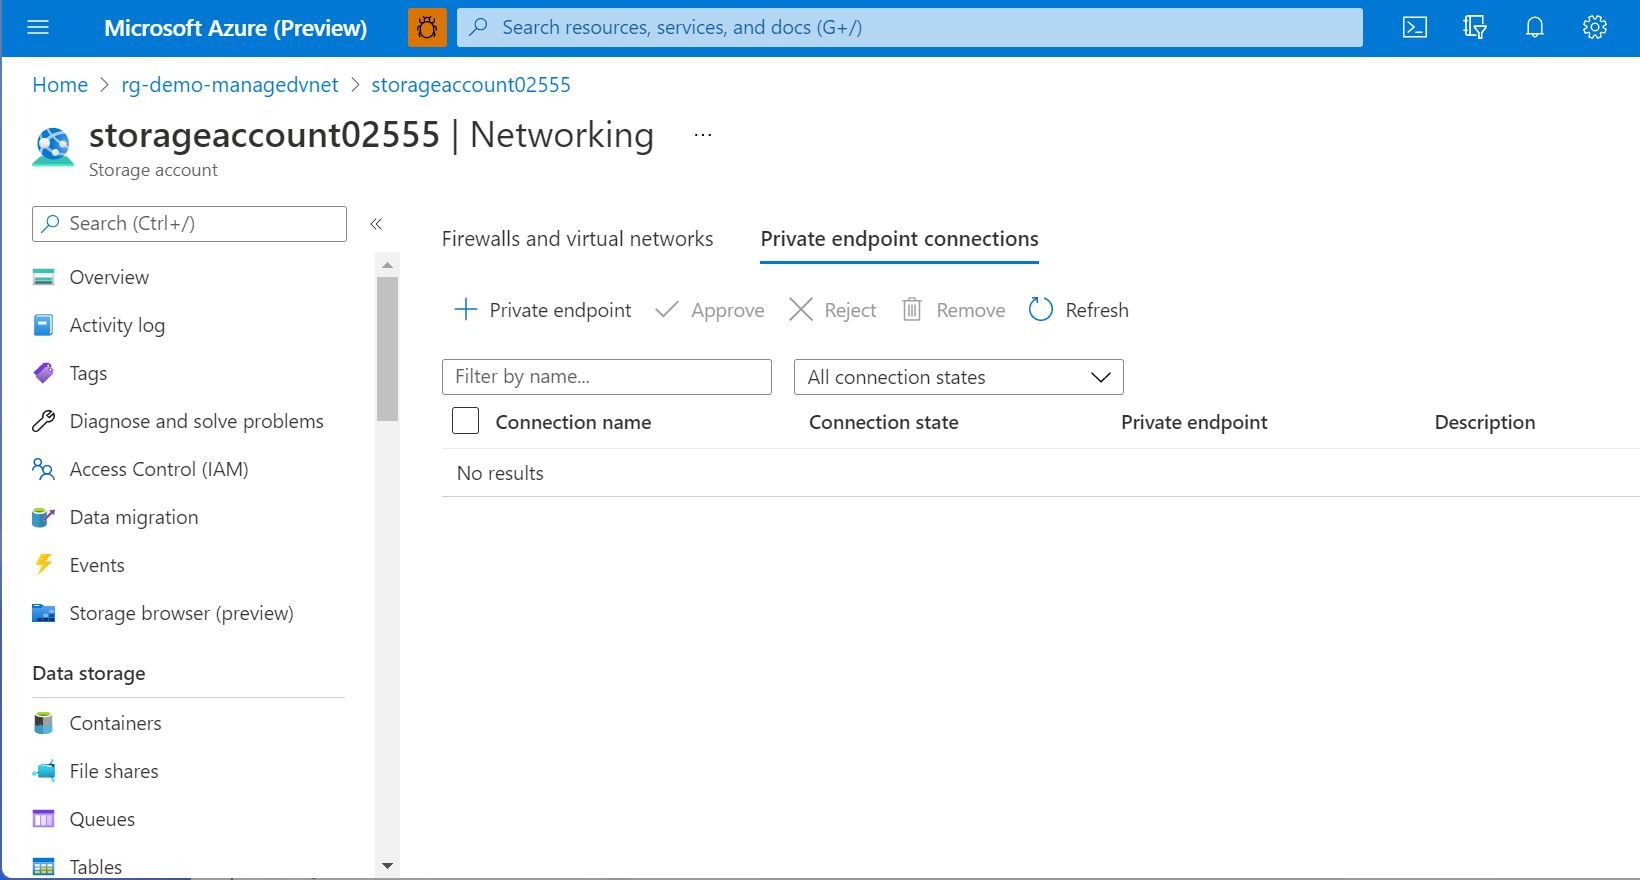 Microsoft Azure (Preview)
Search resources, services, and docs (G+/)
Home > rg-demo-managedvnet > storageaccount02555
storageaccount02555 | Networking ...
Storage account
Search (Ctrl+/)
«
Overview
Activity log
Tags
Diagnose and solve problems
Access Control (IAM)
Data migration
Events
Storage browser (preview)
Data storage
Containers
File shares
Queues
Tables
Firewalls and virtual networks
Private endpoint connections
Private endpoint
Approve
Reject
Remove
Refresh
Filter by name...
All connection states
Connection name
Connection state
Private endpoint
Description
No results